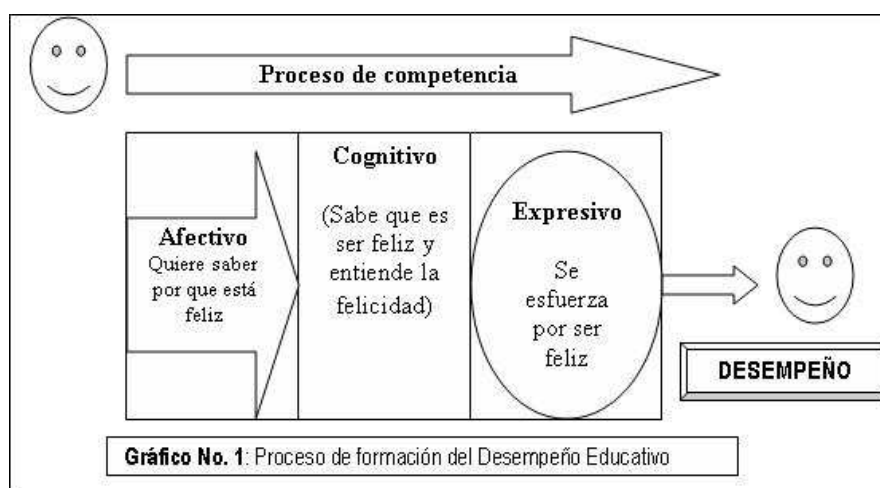 Proceso de competencia
Afectivo
Quiere saber
por que está
feliz
Cognitivo
(Sabe que es
ser feliz y
entiende la
felicidad)
Expresivo
Se
esfuerza
por ser
feliz
DESEMPEÑO
Gráfico No. 1: Proceso de formación del Desempeño Educativo